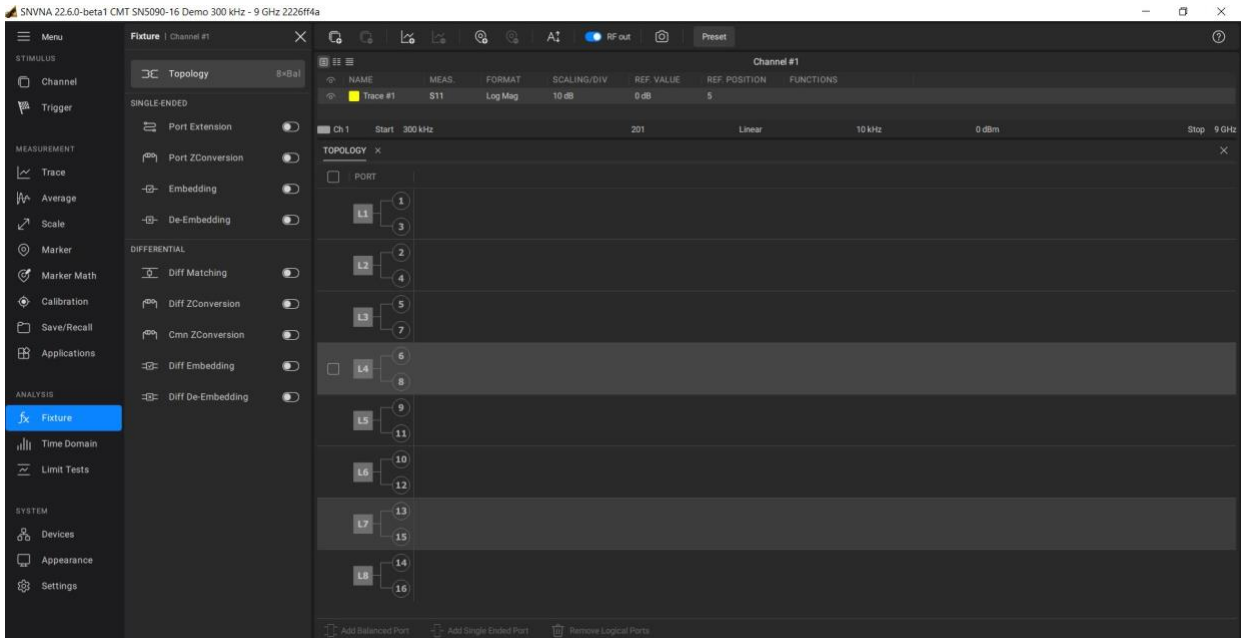 SNVNA 22.6.0-beta1 CMT SN5090-16 Demo 300 kHz - 9 GHz 2226ff4a
Menu
STIMULUS
Channel
Trigger
MEASUREMENT
Trace
Average
Scale
Marker
Marker Math
Calibration
Save/Recall
Applications
ANALYSIS
fx Fixture
Time Domain
Limit Tests
SYSTEM
Devices
Appearance
Settings
Fixture | Channel #1
Topology 8×Bal
SINGLE-ENDED
Port Extension
Port ZConversion
Embedding
De-Embedding
DIFFERENTIAL
Diff Matching
Diff ZConversion
Cmn ZConversion
Diff Embedding
Diff De-Embedding
RF out Preset
Channel #1
NAME MEAS. FORMAT SCALING/DIV REF. VALUE REF. POSITION FUNCTIONS
Trace #1 S11 Log Mag 10 dB 0 dB 5
Ch 1 Start 300 kHz 201 Linear 10 kHz 0 dBm Stop 9 GHz
TOPOLOGY
PORT
1
L1
3
2
L2
4
5
L3
7
6
L4
8
9
L5
11
10
L6
12
13
L7
15
14
L8
16
Add Balanced Port Add Single Ended Port Remove Logical Ports